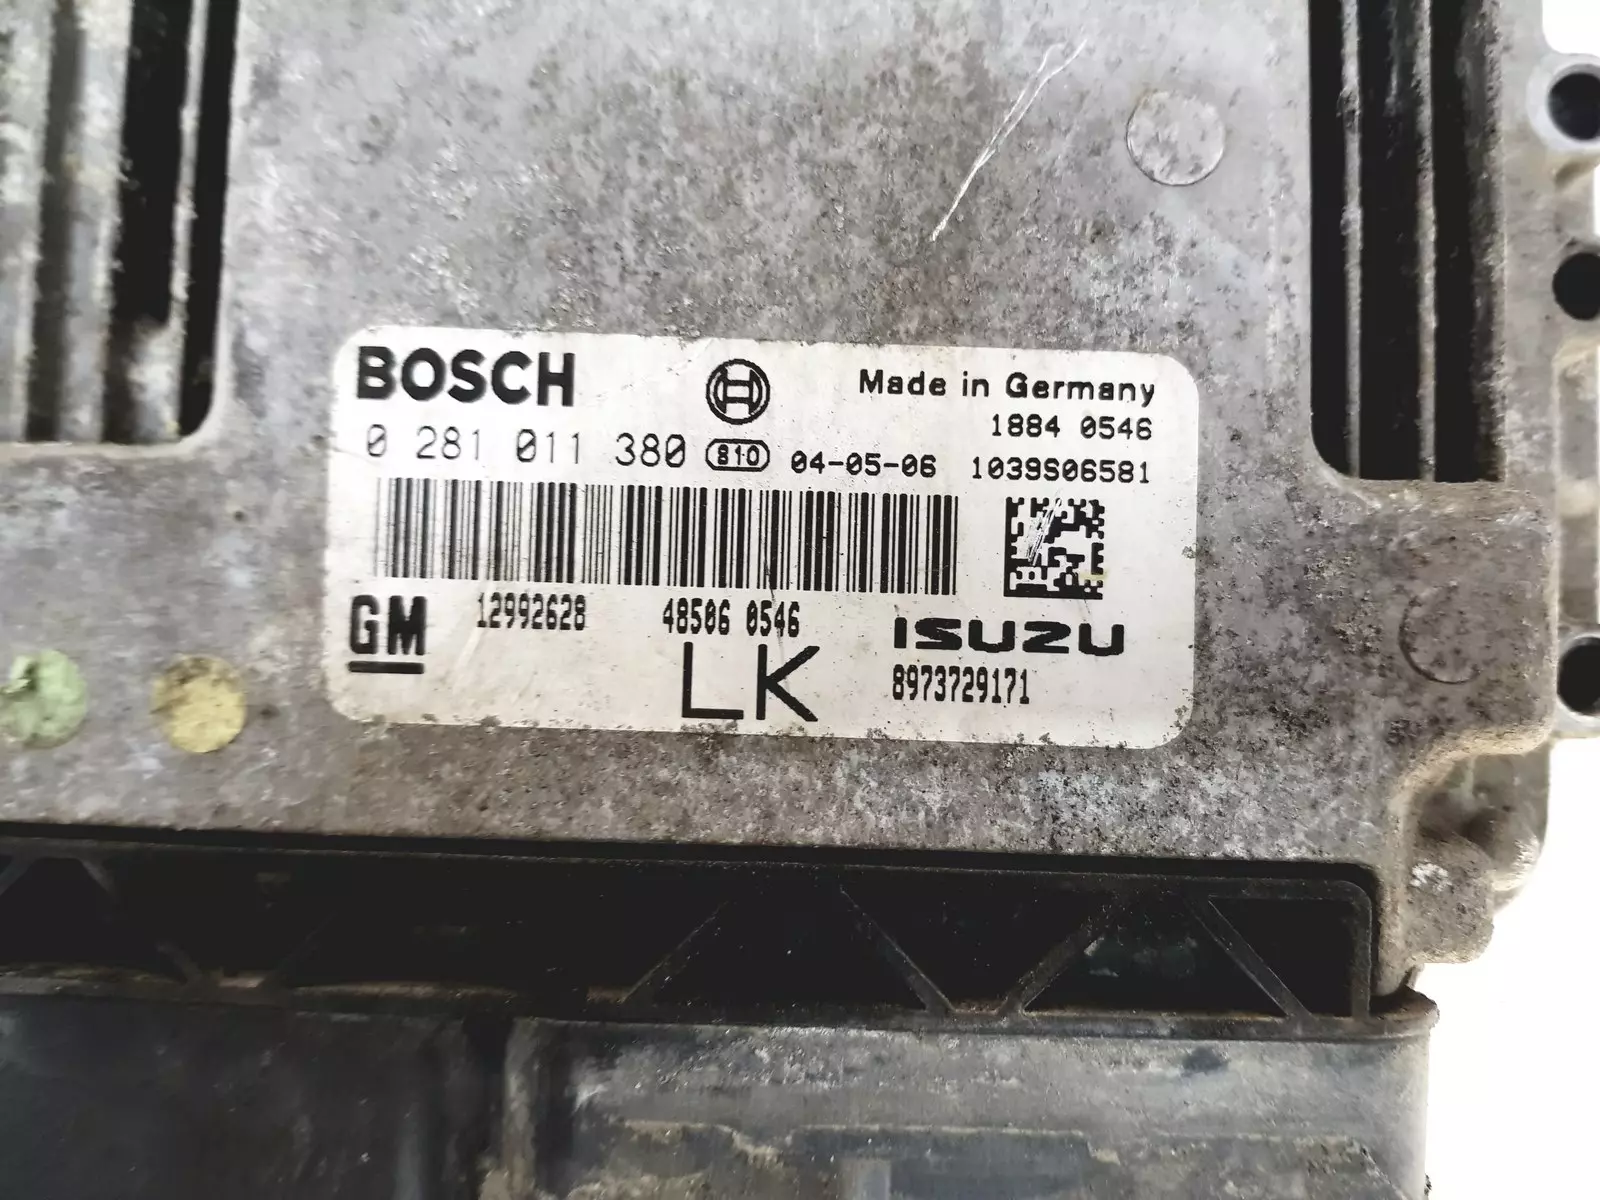 BOSCH
Made in Germany
1884 0546
0 281 011 380 810 04-05-06 1039S06581
GM 12992628 48506 0546 ISUZU
LK 8973729171